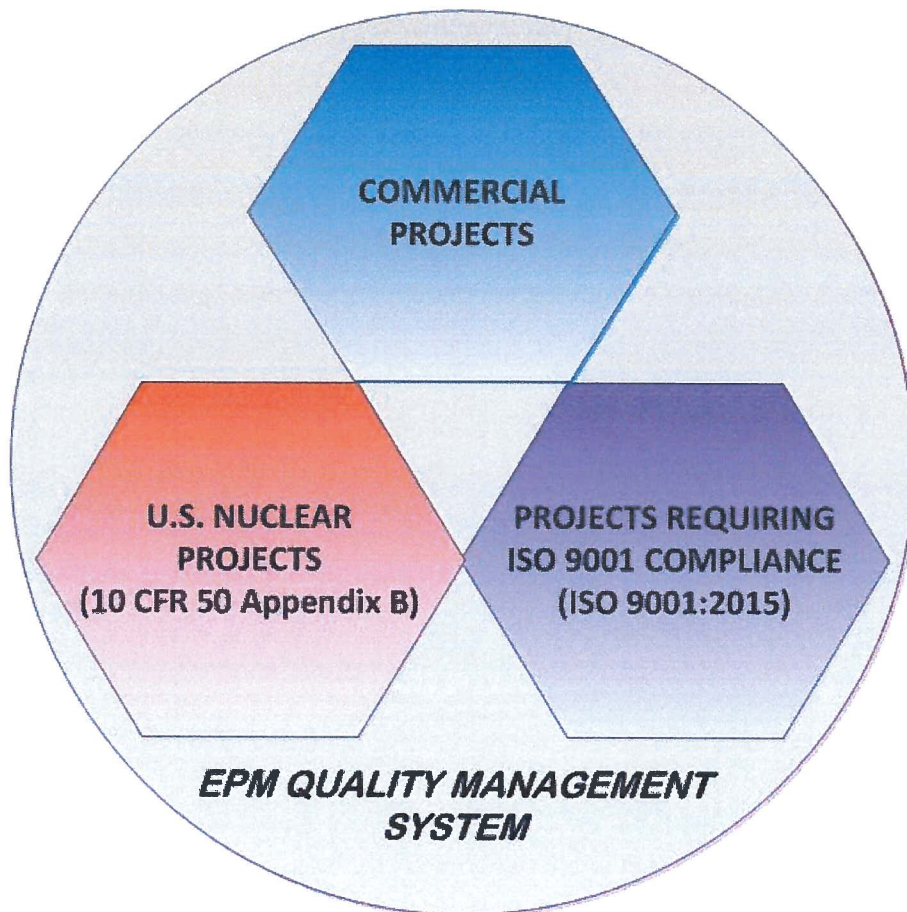 COMMERCIAL
PROJECTS
U.S. NUCLEAR
PROJECTS
(10 CFR 50 Appendix B)
PROJECTS REQUIRING
ISO 9001 COMPLIANCE
(ISO 9001:2015)
EPM QUALITY MANAGEMENT
SYSTEM